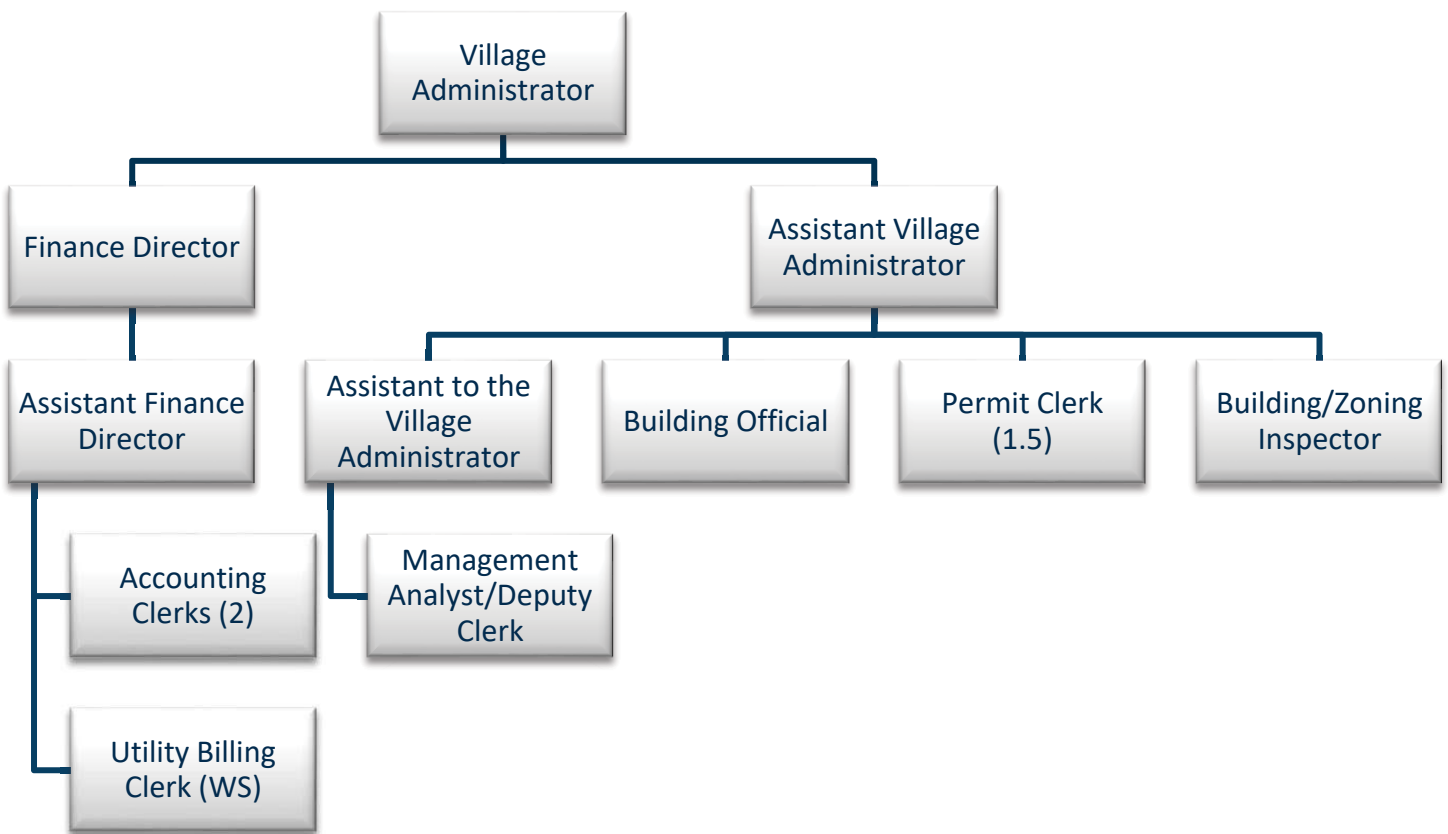 Village
Administrator
Finance Director
Assistant Village
Administrator
Assistant Finance
Director
Assistant to the
Village
Administrator
Building Official
Permit Clerk
(1.5)
Building/Zoning
Inspector
Accounting
Clerks (2)
Management
Analyst/Deputy
Clerk
Utility Billing
Clerk (WS)